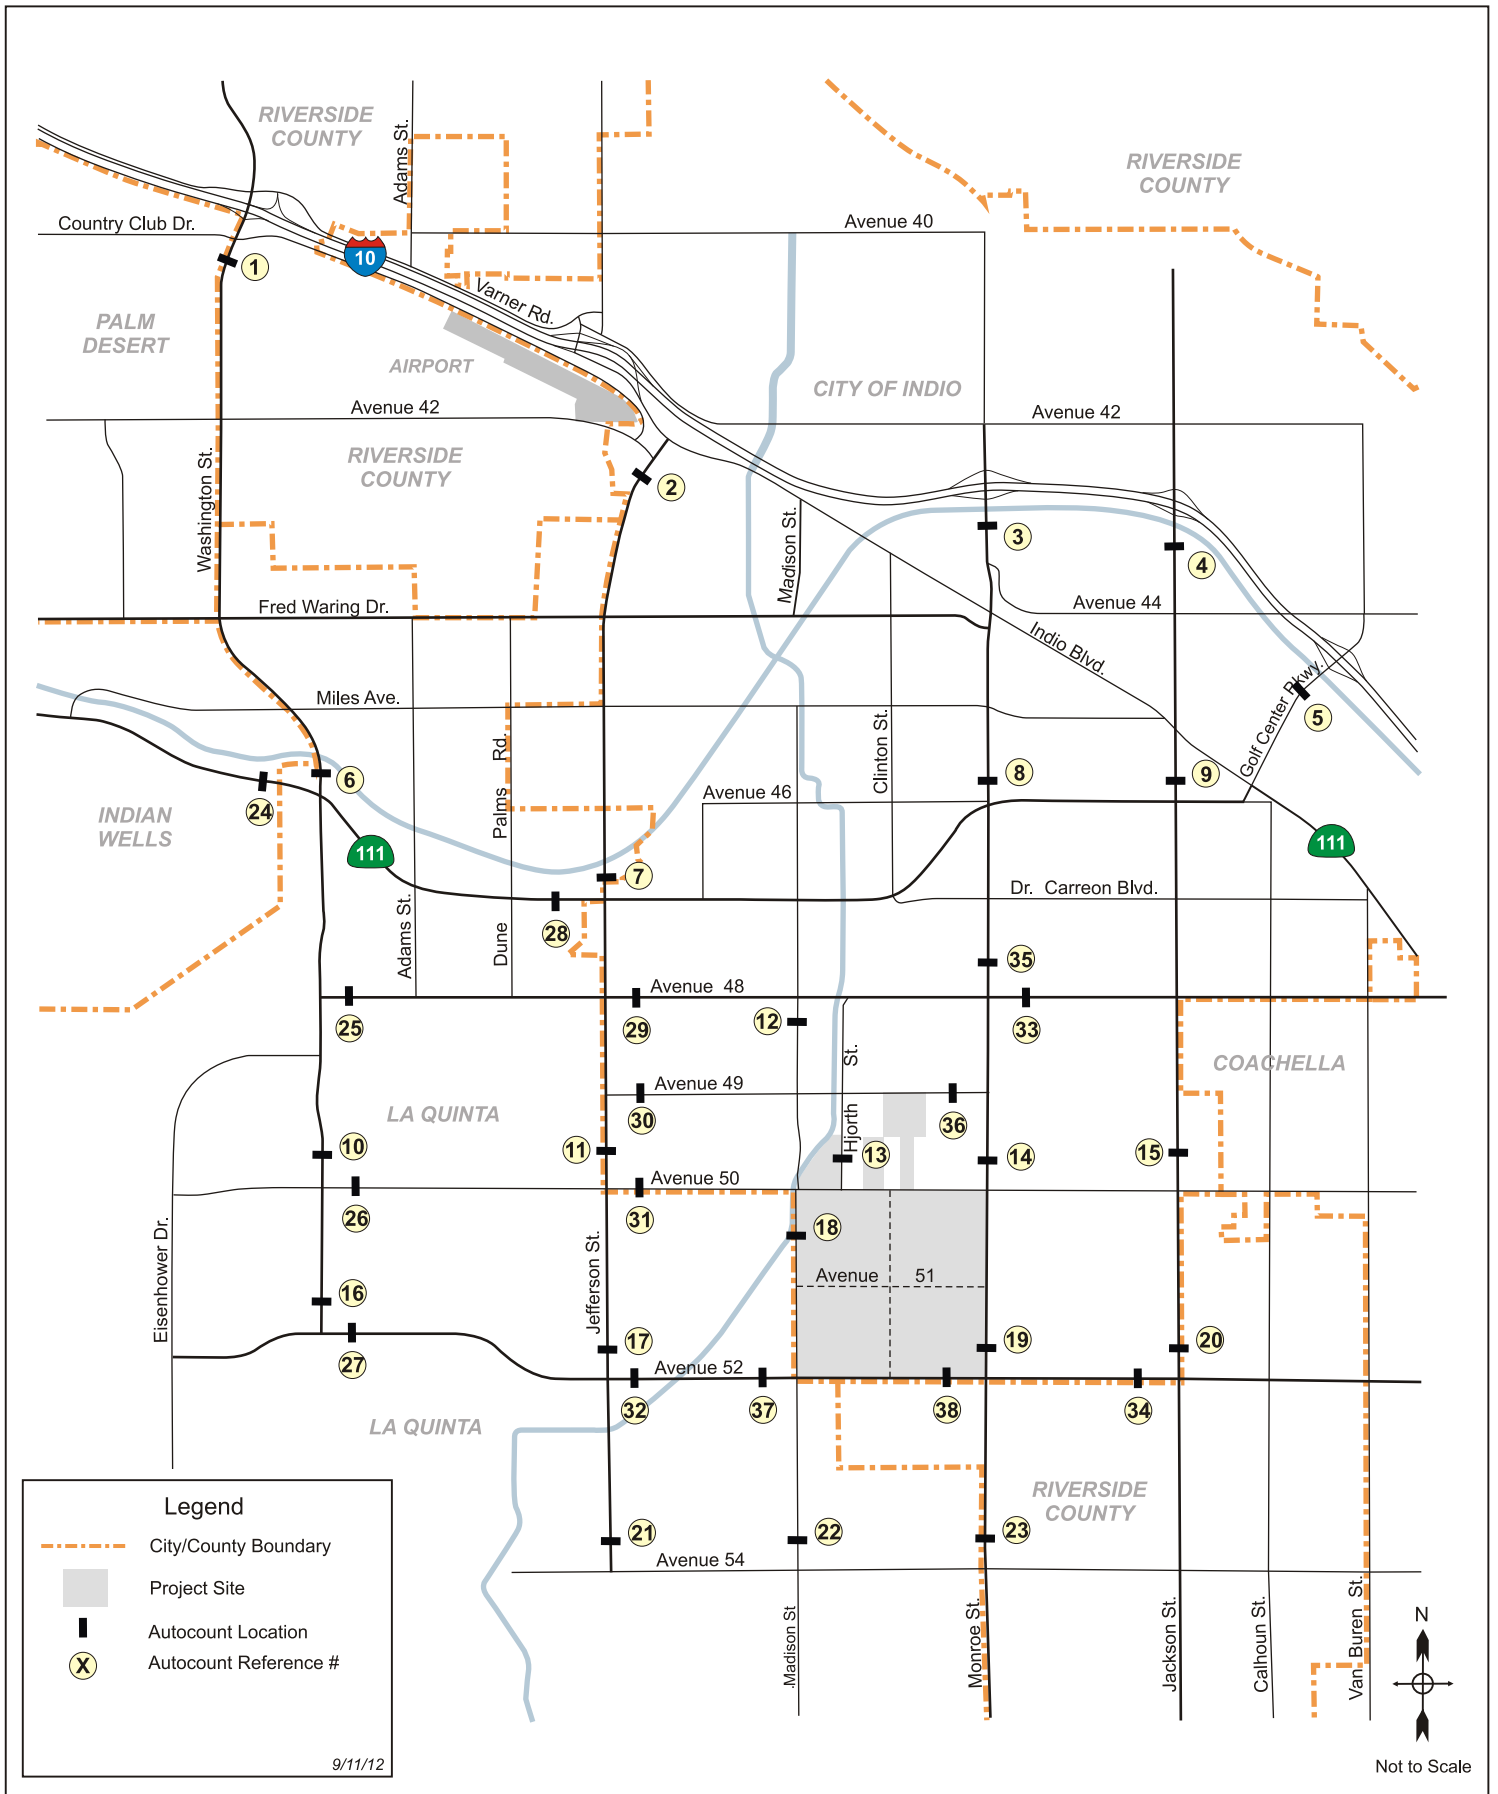 RIVERSIDE
COUNTY
Adams St.
RIVERSIDE
COUNTY
Country Club Dr.
Avenue 40
10
1
Varner Rd.
PALM
DESERT
AIRPORT
CITY OF INDIO
Avenue 42
Avenue 42
Washington St.
RIVERSIDE
COUNTY
2
Madison St.
3
4
Fred Waring Dr.
Avenue 44
Indio Blvd.
Miles Ave.
Golf Center Pkwy.
5
Palms Rd.
Dune
Clinton St.
6
24
8
9
Avenue 46
INDIAN
WELLS
111
111
7
Dr. Carreon Blvd.
28
Adams St.
35
Avenue 48
25
29
12
33
St.
Hjorth
COACHELLA
Avenue 49
LA QUINTA
30
36
10
11
13
14
15
Avenue 50
26
31
18
Eisenhower Dr.
Jefferson St.
Avenue 51
16
17
19
20
27
Avenue 52
32
37
38
34
LA QUINTA
RIVERSIDE
COUNTY
21
22
23
Avenue 54
Madison St
Monroe St.
Jackson St.
Calhoun St.
Van Buren St.
Legend
City/County Boundary
Project Site
Autocount Location
X
Autocount Reference #
9/11/12
N
Not to Scale